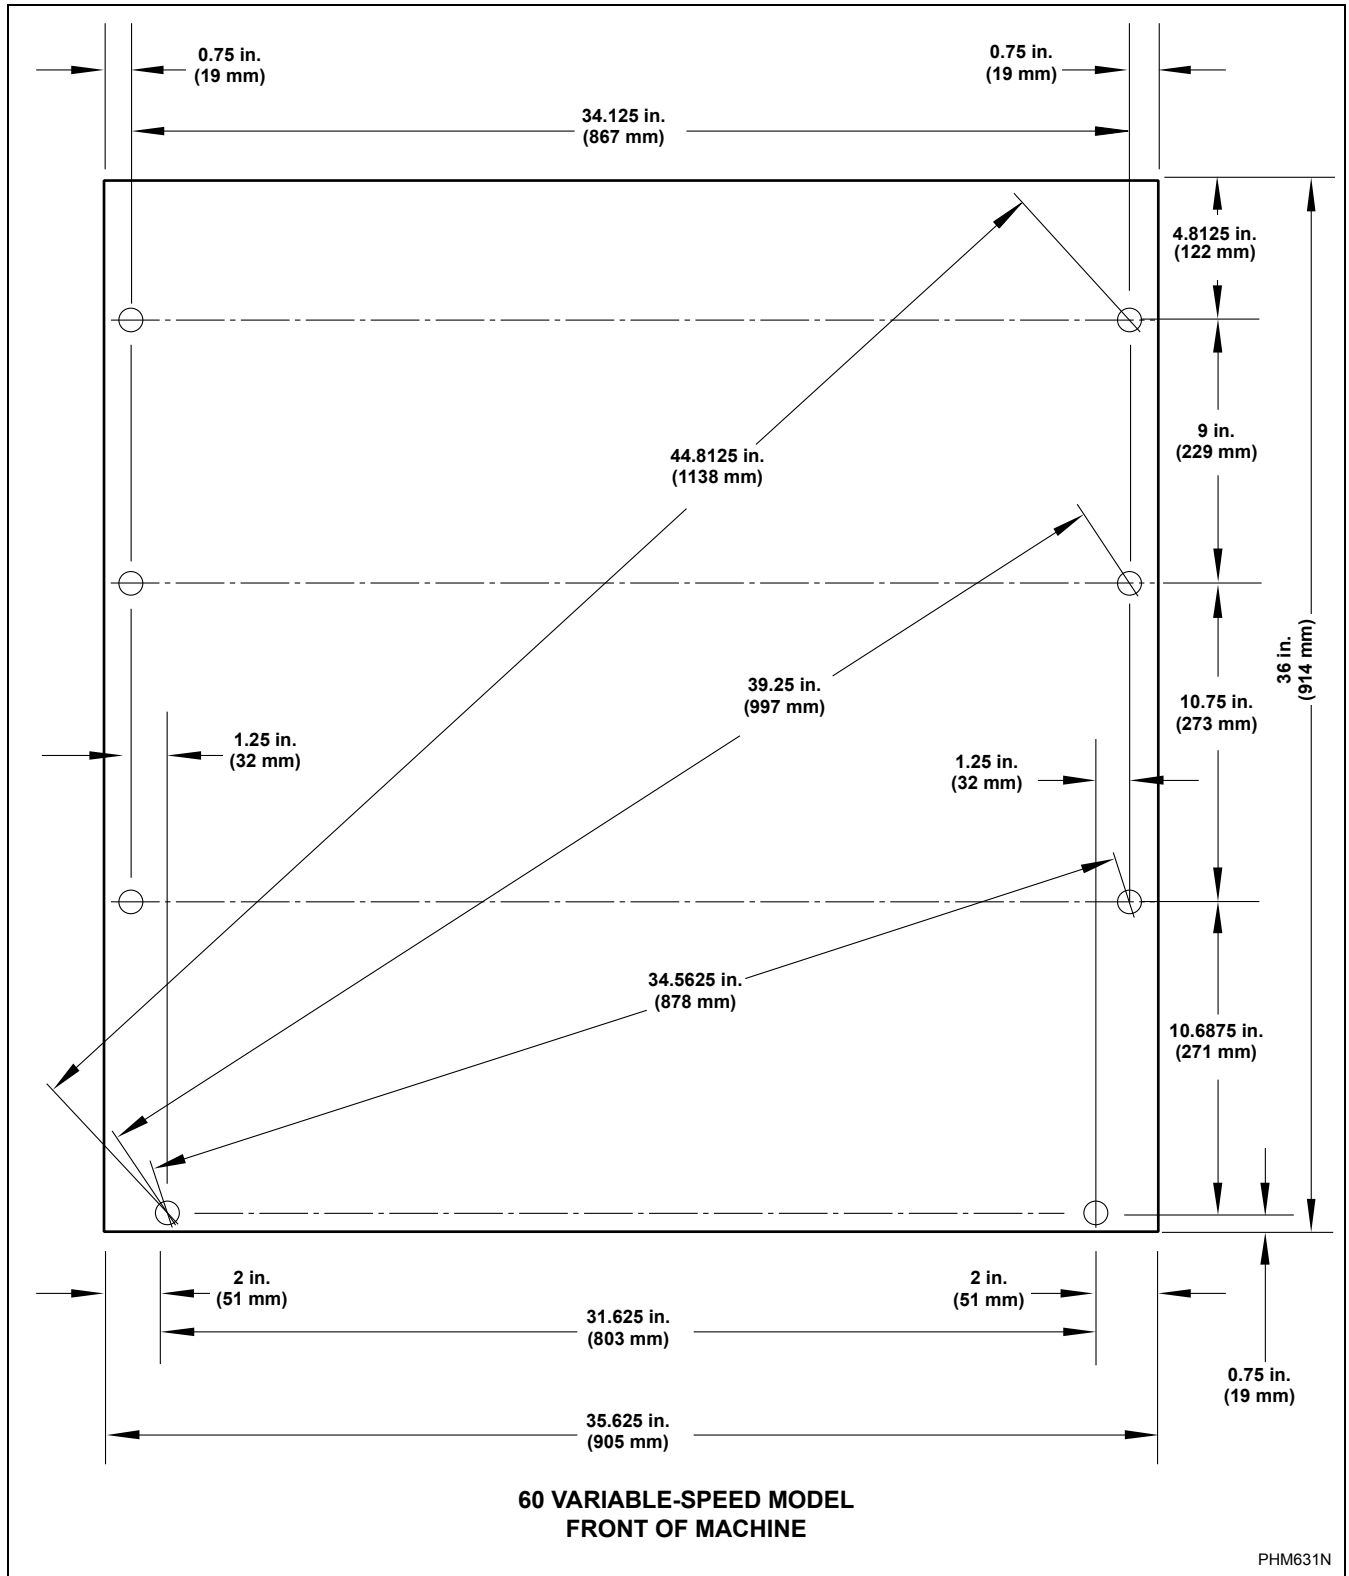 0.75 in.
(19 mm)
0.75 in.
(19 mm)
34.125 in.
(867 mm)
4.8125 in.
(122 mm)
44.8125 in.
(1138 mm)
9 in.
(229 mm)
36 in.
(914 mm)
39.25 in.
(997 mm)
10.75 in.
(273 mm)
1.25 in.
(32 mm)
1.25 in.
(32 mm)
34.5625 in.
(878 mm)
10.6875 in.
(271 mm)
2 in.
(51 mm)
2 in.
(51 mm)
31.625 in.
(803 mm)
0.75 in.
(19 mm)
35.625 in.
(905 mm)
60 VARIABLE-SPEED MODEL
FRONT OF MACHINE
PHM631N